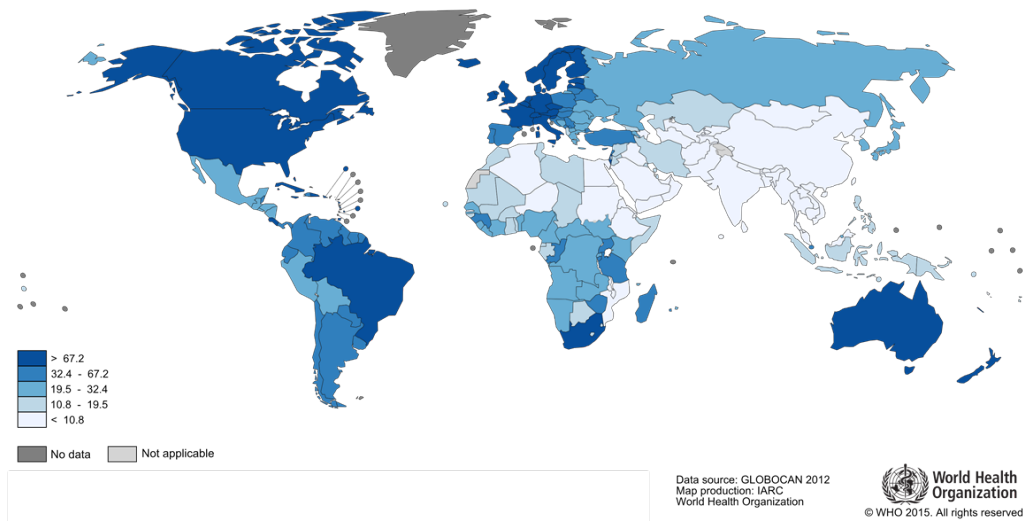 > 67.2
32.4 - 67.2
19.5 - 32.4
10.8 - 19.5
< 10.8
No data
Not applicable
Data source: GLOBOCAN 2012
Map production: IARC
World Health Organization
World Health
Organization
© WHO 2015. All rights reserved